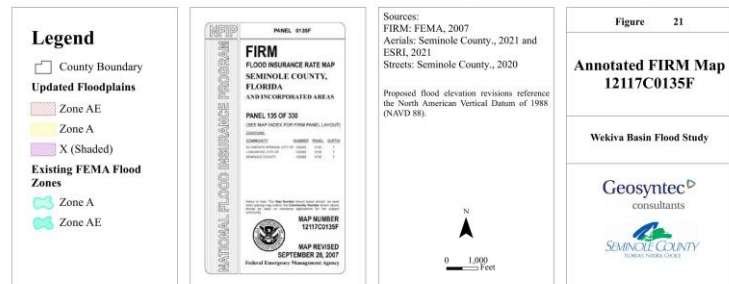 Legend
County Boundary
Updated Floodplains
Zone AE
Zone A
X (Shaded)
Existing FEMA Flood
Zones
Zone A
Zone AE
NFIP
NATIONAL FLOOD INSURANCE PROGRAM
PANEL 0135F
FIRM
FLOOD INSURANCE RATE MAP
SEMINOLE COUNTY,
FLORIDA
AND INCORPORATED AREAS
PANEL 135 OF 330
(SEE MAP INDEX FOR FIRM PANEL LAYOUT)
CONTAINS:
COMMUNITY NUMBER PANEL SUFFIX
MAP NUMBER
12117C0135F
MAP REVISED
SEPTEMBER 28, 2007
Federal Emergency Management Agency
Sources:
FIRM: FEMA, 2007
Aerials: Seminole County., 2021 and
ESRI, 2021
Streets: Seminole County., 2020
Proposed flood elevation revisions reference
the North American Vertical Datum of 1988
(NAVD 88).
N
0 1,000
Feet
Figure 21
Annotated FIRM Map
12117C0135F
Wekiva Basin Flood Study
Geosyntec
consultants
SEMINOLE COUNTY
FLORIDA'S NATURAL CHOICE